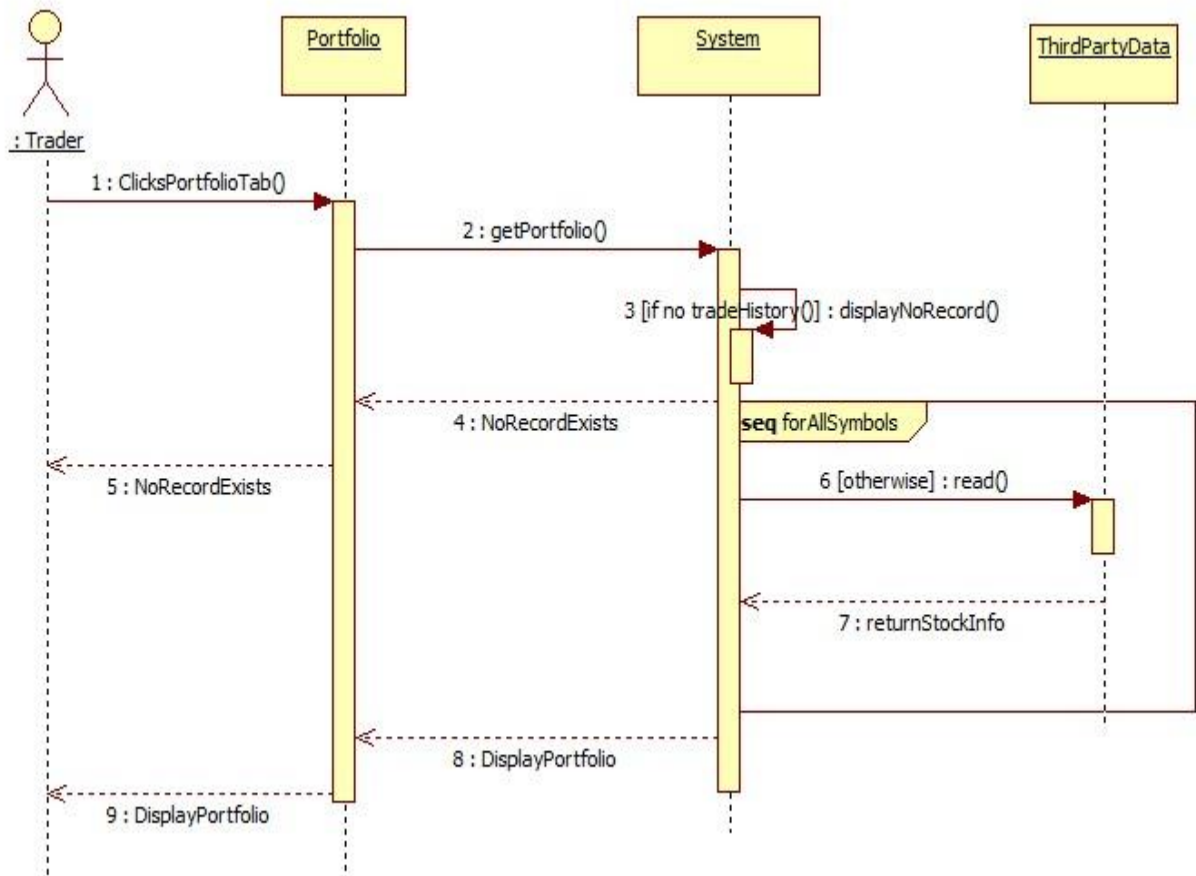 Portfolio
System
ThirdPartyData
: Trader
1 : ClicksPortfolioTab()
2 : getPortfolio()
3 [if no tradeHistory()] : displayNoRecord()
4 : NoRecordExists
seq forAllSymbols
5 : NoRecordExists
6 [otherwise] : read()
7 : returnStockInfo
8 : DisplayPortfolio
9 : DisplayPortfolio